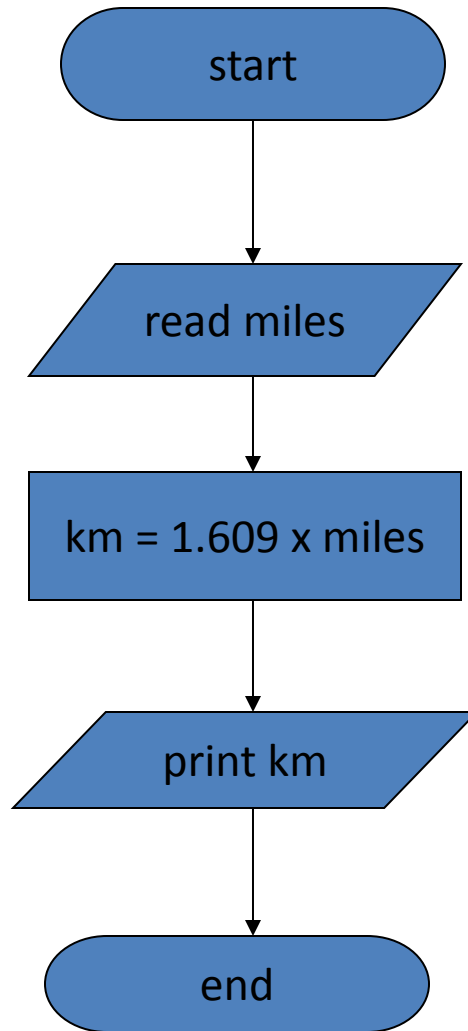 start
read miles
km = 1.609 x miles
print km
end